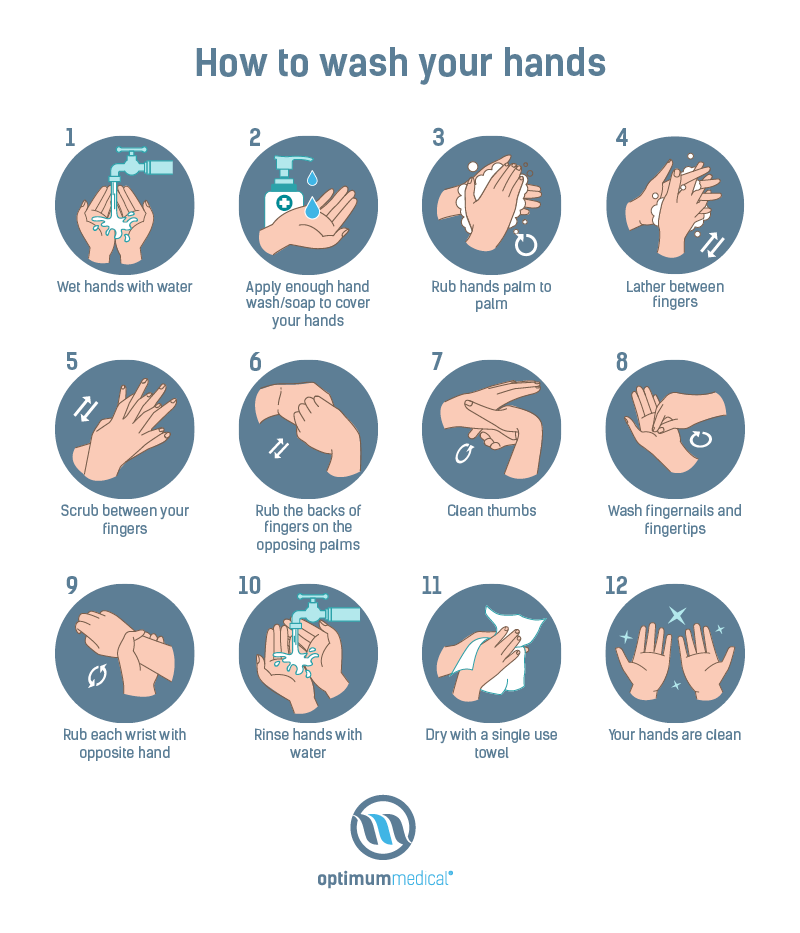 How to wash your hands
1
2
3
4
Wet hands with water
Apply enough hand
wash/soap to cover
your hands
Rub hands palm to
palm
Lather between
fingers
5
6
7
8
Scrub between your
fingers
Rub the backs of
fingers on the
opposing palms
Clean thumbs
Wash fingernails and
fingertips
9
10
11
12
Rub each wrist with
opposite hand
Rinse hands with
water
Dry with a single use
towel
Your hands are clean
optimummedical®